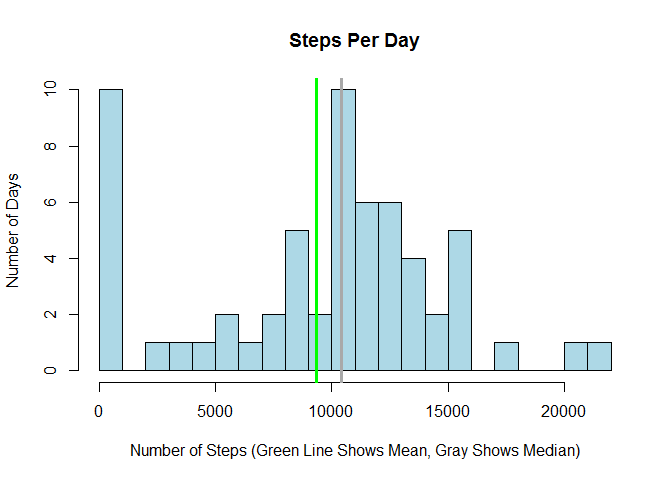 Steps Per Day
Number of Days
10
8
6
4
2
0
0 5000 10000 15000 20000
Number of Steps (Green Line Shows Mean, Gray Shows Median)